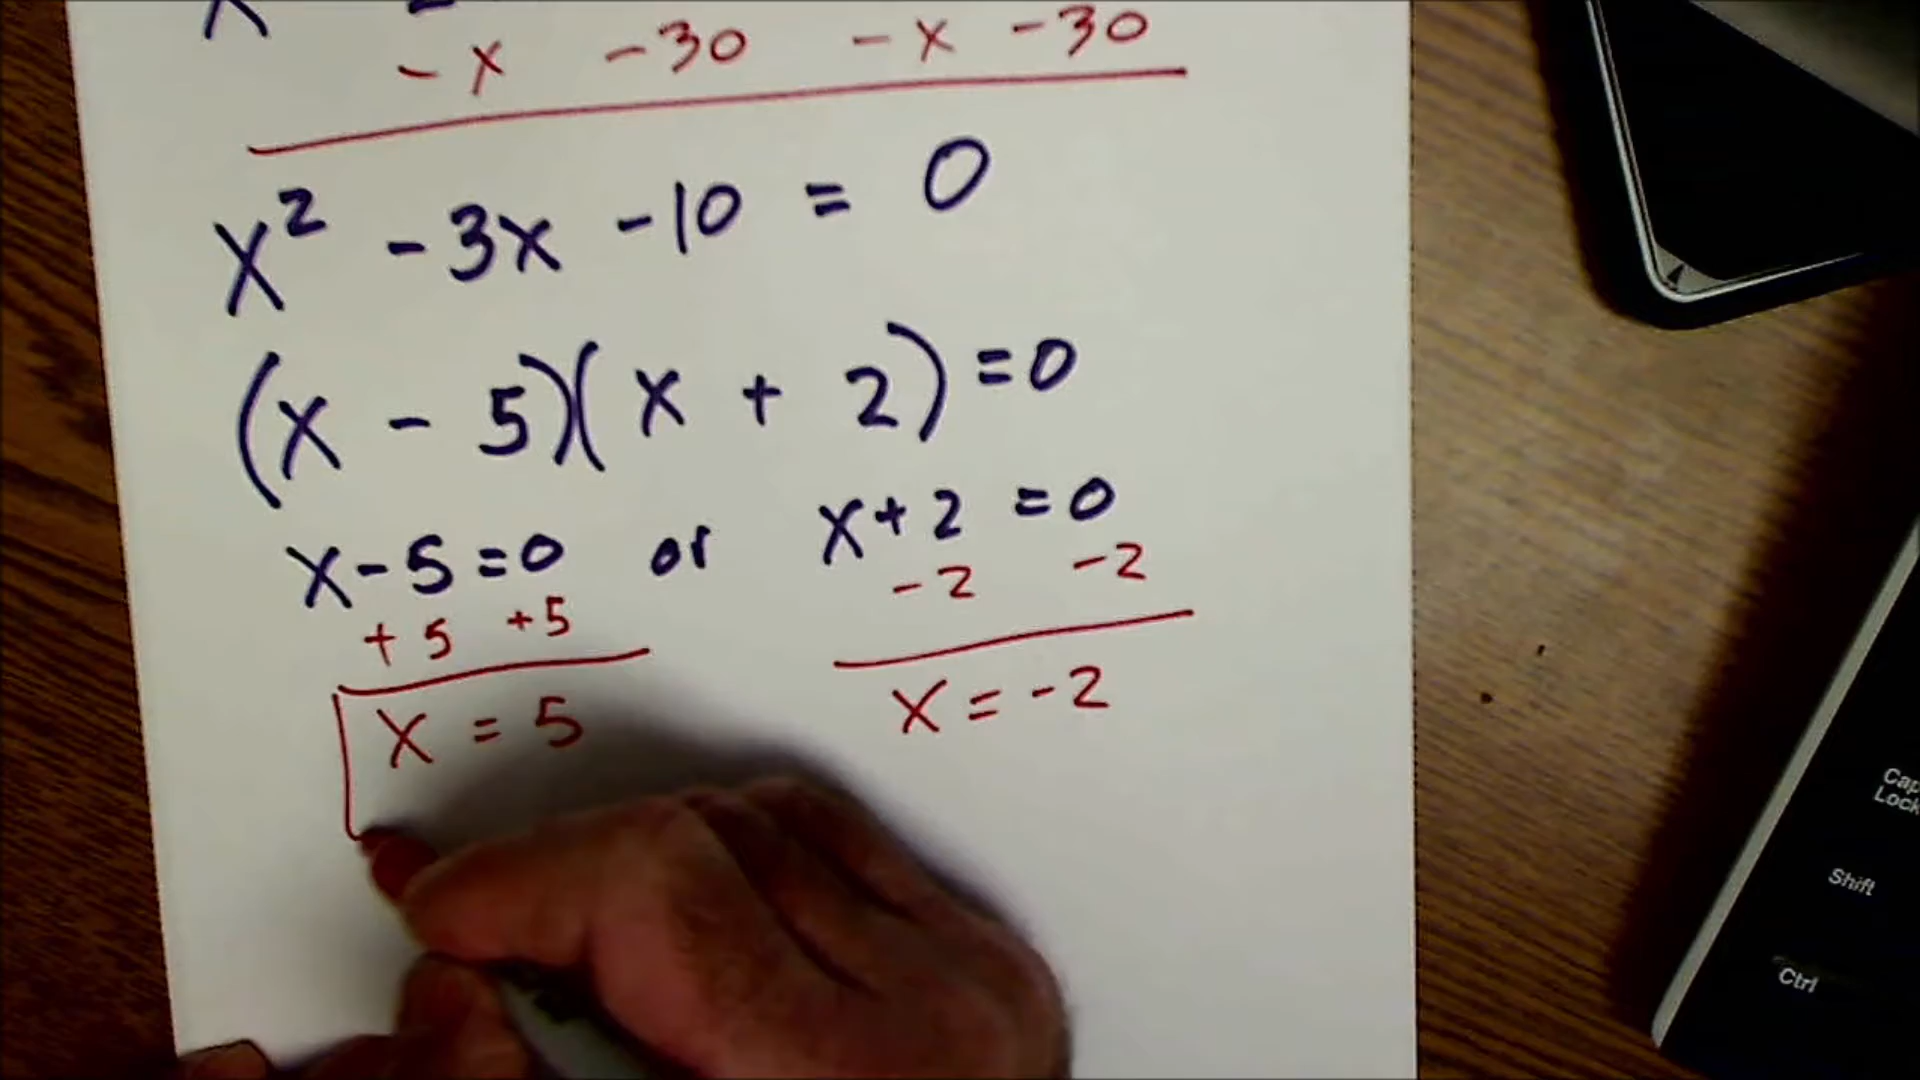 x
- x - 30 - x - 30
x² - 3x - 10 = 0
(x - 5)(x + 2) = 0
x - 5 = 0 or x + 2 = 0
+ 5 + 5 - 2 - 2
x = 5 x = -2
Caps
Lock
Shift
Ctrl